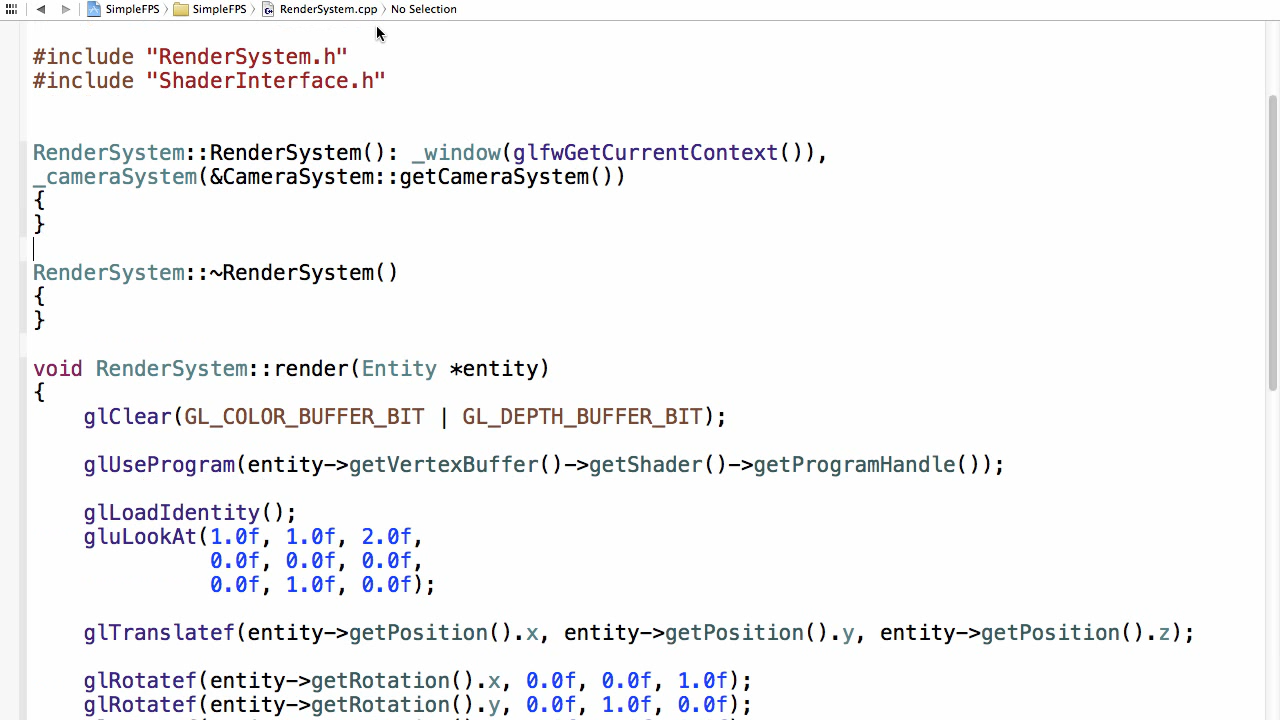 SimpleFPS SimpleFPS RenderSystem.cpp No Selection
#include "RenderSystem.h"
#include "ShaderInterface.h"
RenderSystem::RenderSystem(): _window(glfwGetCurrentContext()),
_cameraSystem(&CameraSystem::getCameraSystem())
{
}
RenderSystem::~RenderSystem()
{
}
void RenderSystem::render(Entity *entity)
{
glClear(GL_COLOR_BUFFER_BIT | GL_DEPTH_BUFFER_BIT);
glUseProgram(entity->getVertexBuffer()->getShader()->getProgramHandle());
glLoadIdentity();
gluLookAt(1.0f, 1.0f, 2.0f,
0.0f, 0.0f, 0.0f,
0.0f, 1.0f, 0.0f);
glTranslatef(entity->getPosition().x, entity->getPosition().y, entity->getPosition().z);
glRotatef(entity->getRotation().x, 0.0f, 0.0f, 1.0f);
glRotatef(entity->getRotation().y, 0.0f, 1.0f, 0.0f);